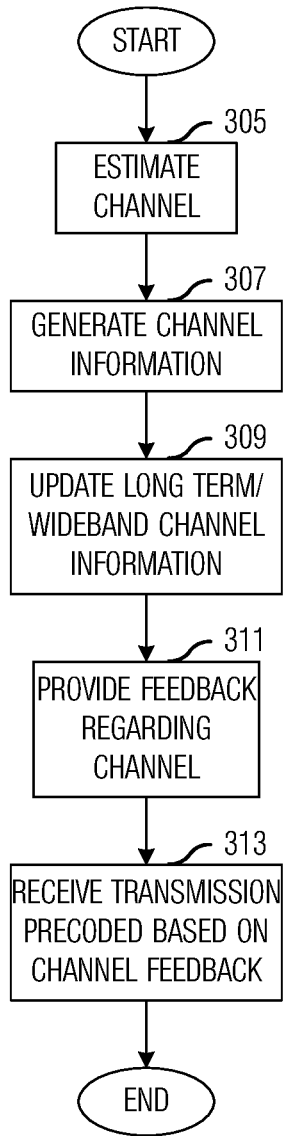 START
305
ESTIMATE
CHANNEL
307
GENERATE CHANNEL
INFORMATION
309
UPDATE LONG TERM/
WIDEBAND CHANNEL
INFORMATION
311
PROVIDE FEEDBACK
REGARDING
CHANNEL
313
RECEIVE TRANSMISSION
PRECODED BASED ON
CHANNEL FEEDBACK
END